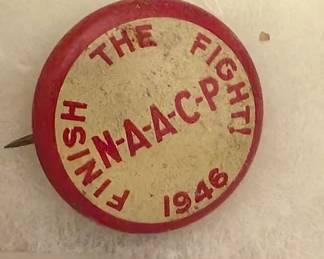 FINISH THE FIGHT!
N-A-A-C-P
1946